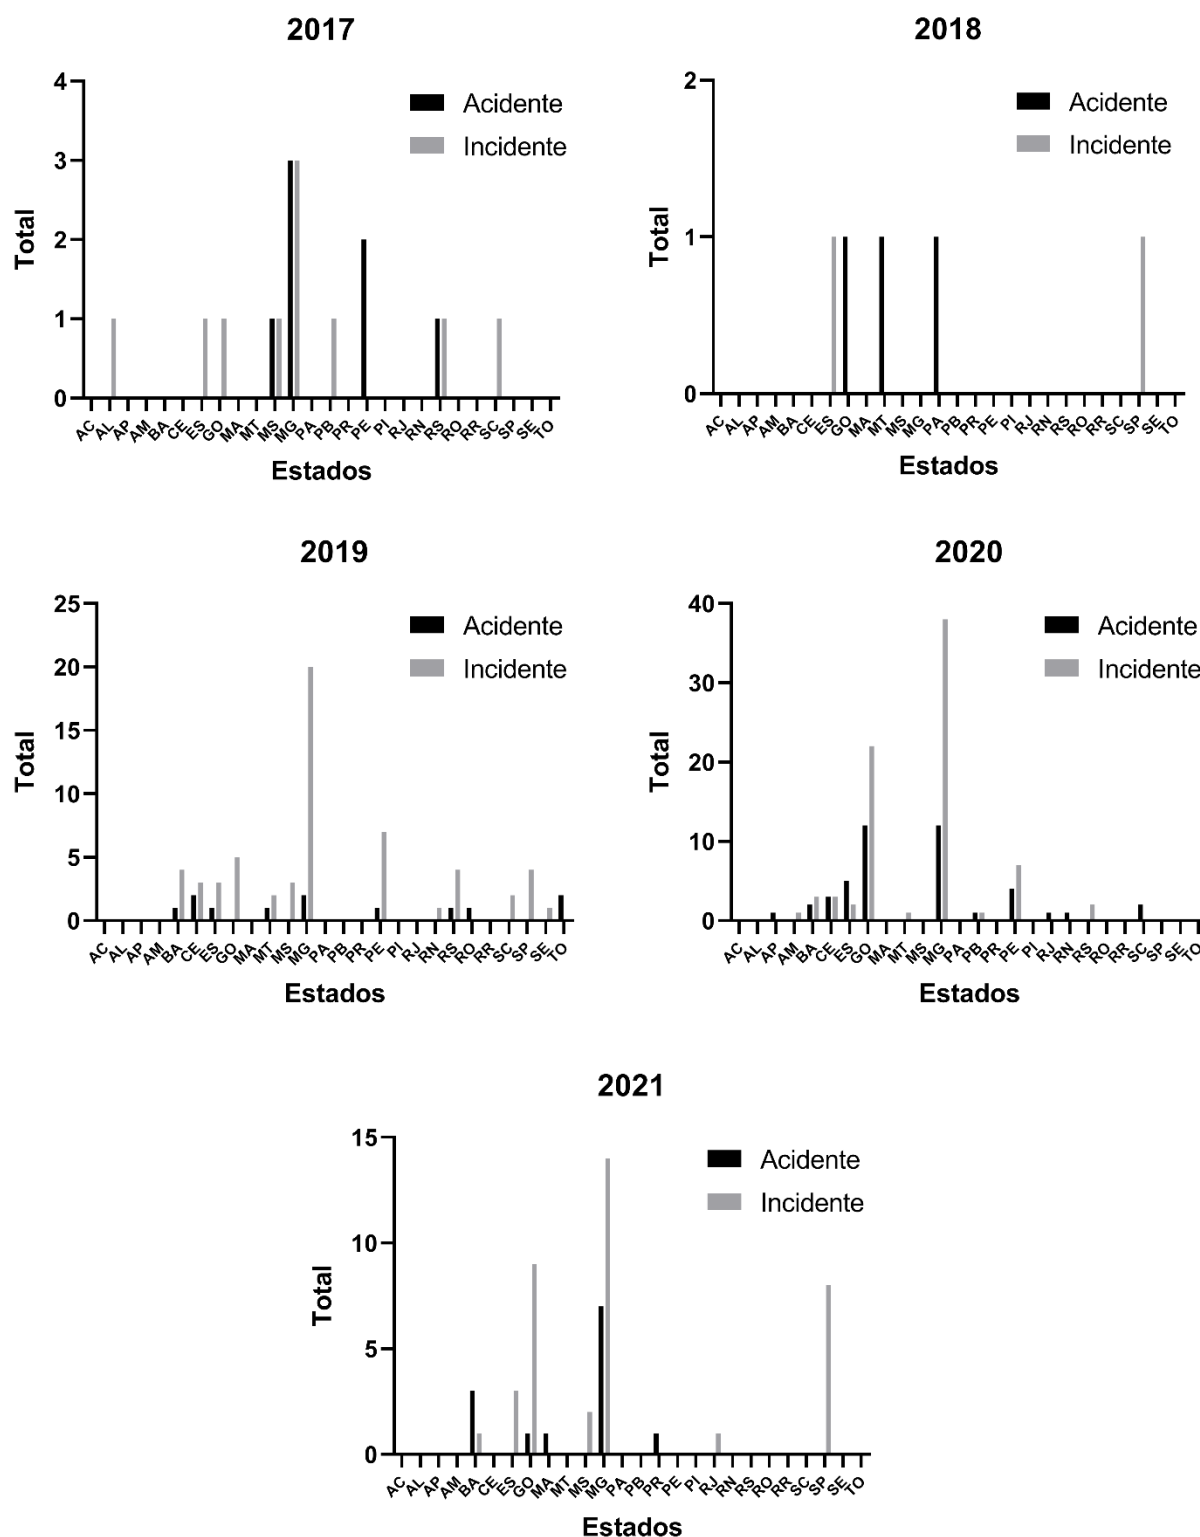 2017
4
3
2
1
0
Total
Acidente
Incidente
AC AL AP AM BA CE ES GO MA MT MS MG PA PB PR PE PI RJ RN RS RO RR SC SP SE TO
Estados
2018
2
1
0
Total
Acidente
Incidente
AC AL AP AM BA CE ES GO MA MT MS MG PA PB PR PE PI RJ RN RS RO RR SC SP SE TO
Estados
2019
25
20
15
10
5
0
Total
Acidente
Incidente
AC AL AP AM BA CE ES GO MA MT MS MG PA PB PR PE PI RJ RN RS RO RR SC SP SE TO
Estados
2020
40
30
20
10
0
Total
Acidente
Incidente
AC AL AP AM BA CE ES GO MA MT MS MG PA PB PR PE PI RJ RN RS RO RR SC SP SE TO
Estados
2021
15
10
5
0
Total
Acidente
Incidente
AC AL AP AM BA CE ES GO MA MT MS MG PA PB PR PE PI RJ RN RS RO RR SC SP SE TO
Estados